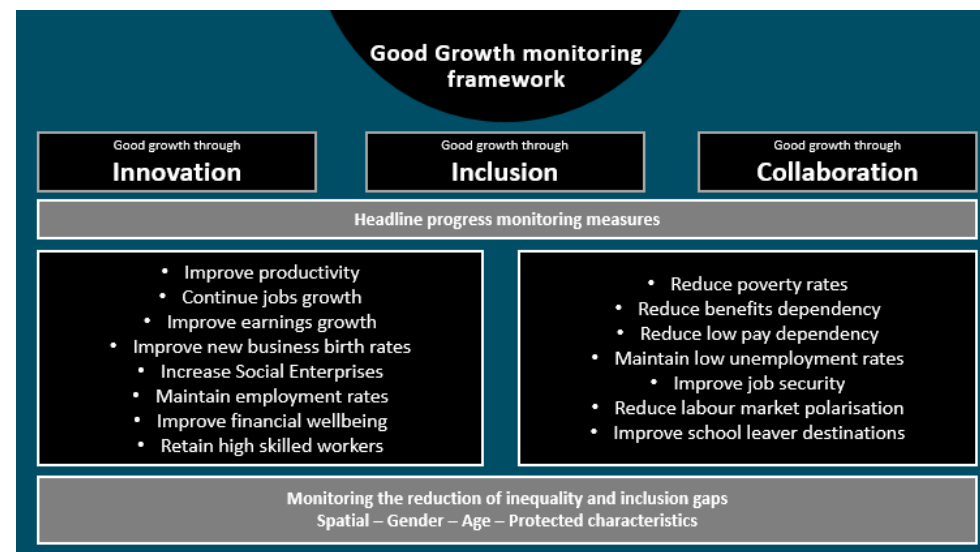 Good Growth monitoring
framework
Good growth through
Innovation
Good growth through
Inclusion
Good growth through
Collaboration
Headline progress monitoring measures
• Improve productivity
• Continue jobs growth
• Improve earnings growth
• Improve new business birth rates
• Increase Social Enterprises
• Maintain employment rates
• Improve financial wellbeing
• Retain high skilled workers
• Reduce poverty rates
• Reduce benefits dependency
• Reduce low pay dependency
• Maintain low unemployment rates
• Improve job security
• Reduce labour market polarisation
• Improve school leaver destinations
Monitoring the reduction of inequality and inclusion gaps
Spatial – Gender – Age – Protected characteristics